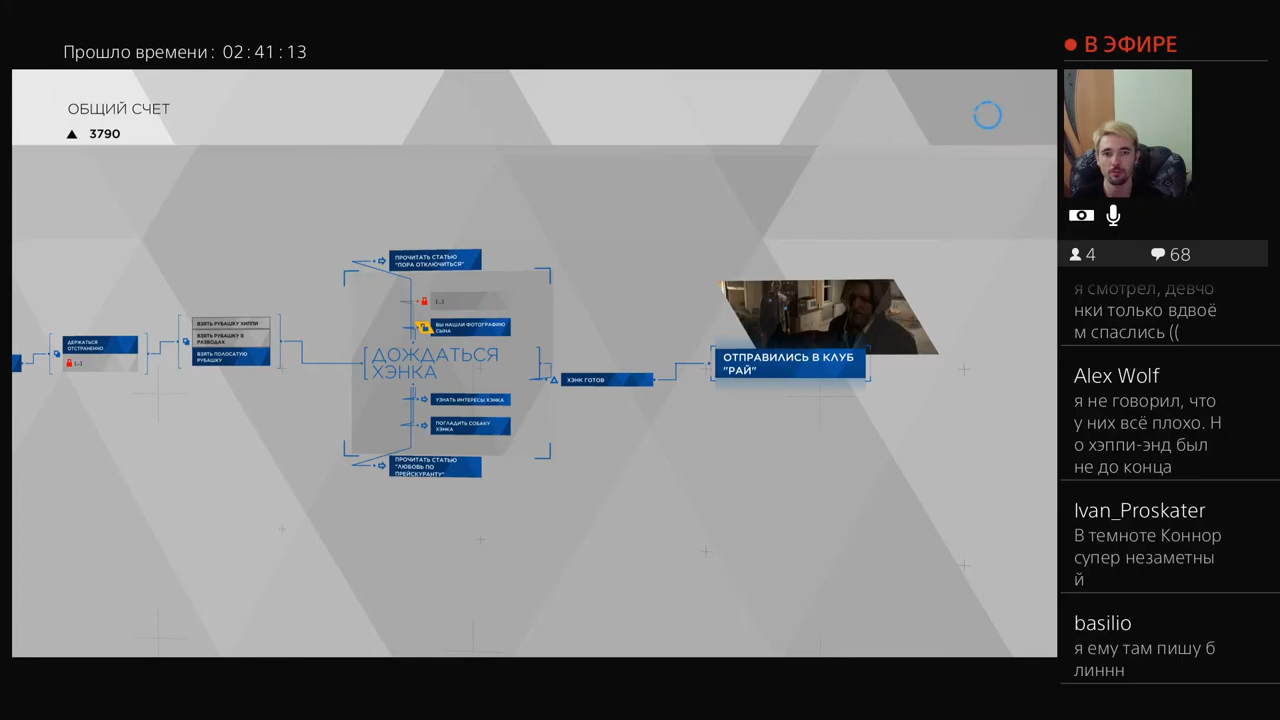 Прошло времени: 02:41:13
В ЭФИРЕ
ОБЩИЙ СЧЕТ
3790
ПРОЧИТАТЬ СТАТЬЮ
"ПОРА ОТКЛЮЧИТЬСЯ"
[...]
ВЫ НАШЛИ ФОТОГРАФИЮ
СЫНА
ДЕРЖАТЬСЯ
ОТСТРАНЕННО
[...]
ВЗЯТЬ РУБАШКУ ХИППИ
ВЗЯТЬ РУБАШКУ В
РАЗВОДАХ
ВЗЯТЬ ПОЛОСАТУЮ
РУБАШКУ
ДОЖДАТЬСЯ
ХЭНКА
ХЭНК ГОТОВ
ОТПРАВИЛИСЬ В КЛУБ
"РАЙ"
УЗНАТЬ ИНТЕРЕСЫ ХЭНКА
ПОГЛАДИТЬ СОБАКУ
ХЭНКА
ПРОЧИТАТЬ СТАТЬЮ
"ЛЮБОВЬ ПО
ПРЕЙСКУРАНТУ"
4
68
я смотрел, девчо
нки только вдвоё
м спаслись ((
Alex Wolf
я не говорил, что
у них всё плохо. Н
о хэппи-энд был
не до конца
Ivan_Proskater
В темноте Коннор
супер незаметны
й
basilio
я ему там пишу б
линнн